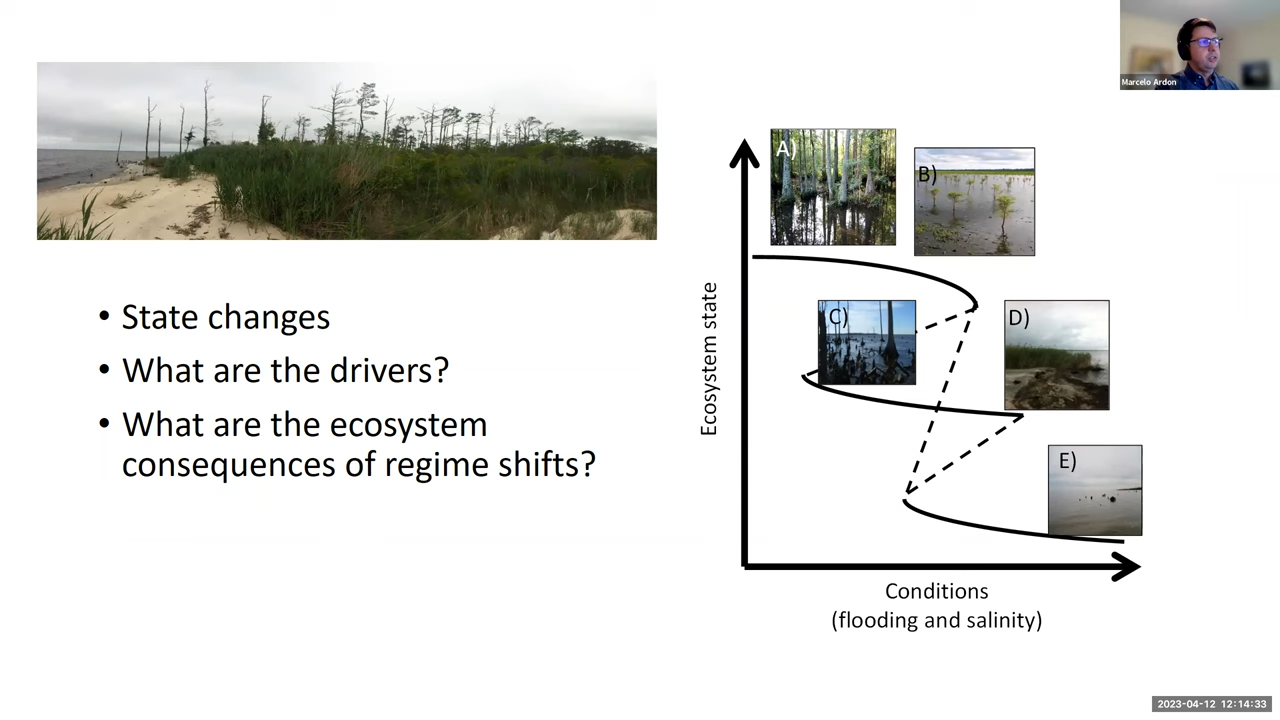 Marcelo Ardon
• State changes
• What are the drivers?
• What are the ecosystem
consequences of regime shifts?
A)
B)
C)
D)
E)
Ecosystem state
Conditions
(flooding and salinity)
2023-04-12 12:14:33